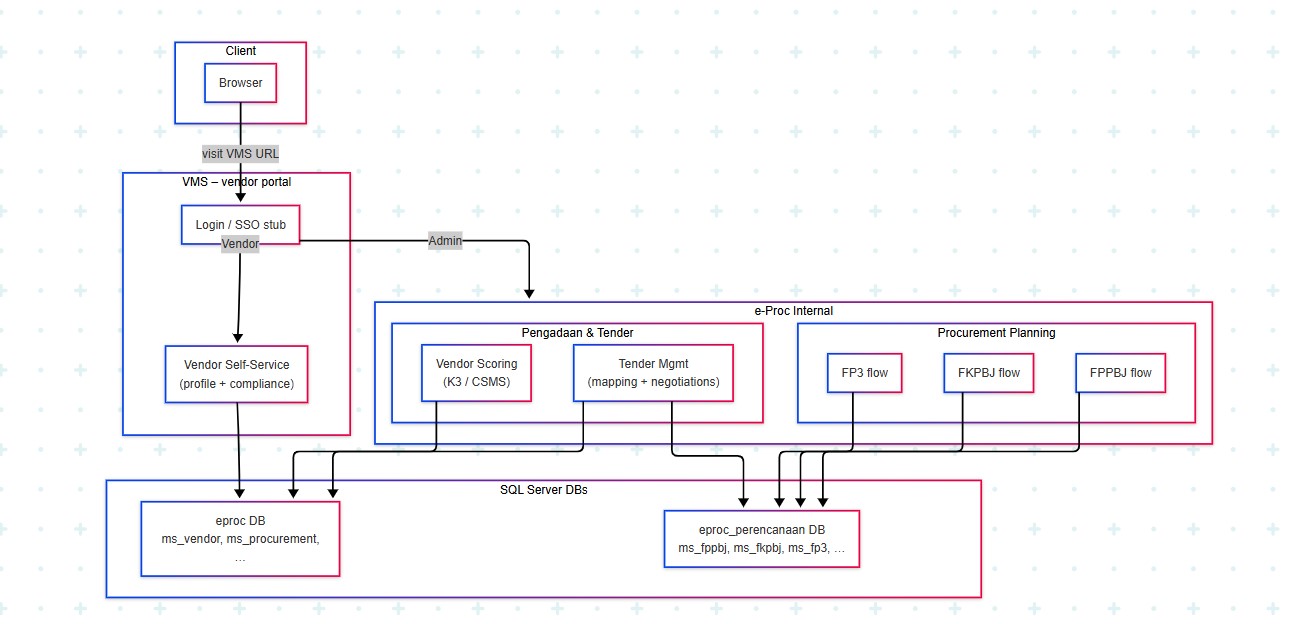 Client
Browser
visit VMS URL
VMS – vendor portal
Login / SSO stub
Vendor
Admin
e-Proc Internal
Pengadaan & Tender
Procurement Planning
Vendor Scoring
(K3 / CSMS)
Tender Mgmt
(mapping + negotiations)
FP3 flow
FKPBJ flow
FPPBJ flow
Vendor Self-Service
(profile + compliance)
SQL Server DBs
eproc DB
ms_vendor, ms_procurement,
…
eproc_perencanaan DB
ms_fppbj, ms_fkpbj, ms_fp3, …